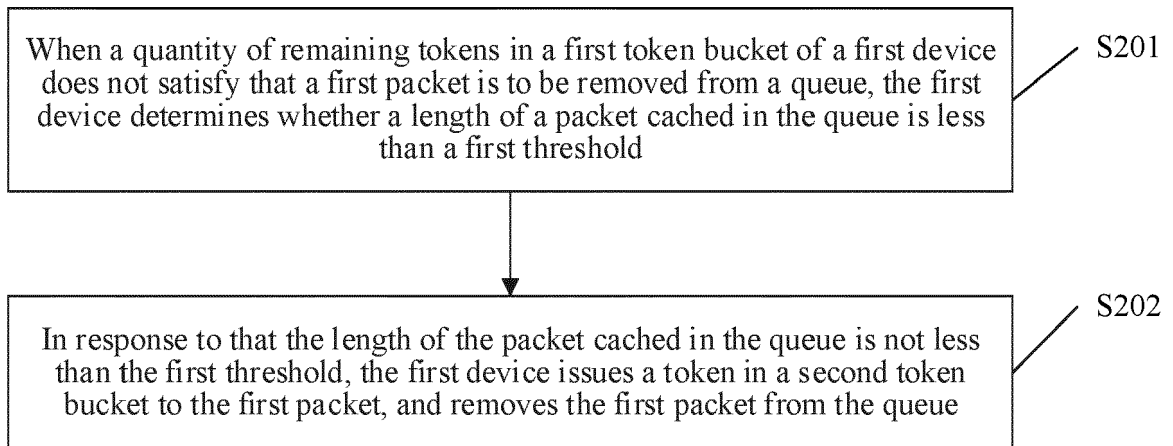 When a quantity of remaining tokens in a first token bucket of a first device
does not satisfy that a first packet is to be removed from a queue, the first
device determines whether a length of a packet cached in the queue is less
than a first threshold
S201
In response to that the length of the packet cached in the queue is not less
than the first threshold, the first device issues a token in a second token
bucket to the first packet, and removes the first packet from the queue
S202